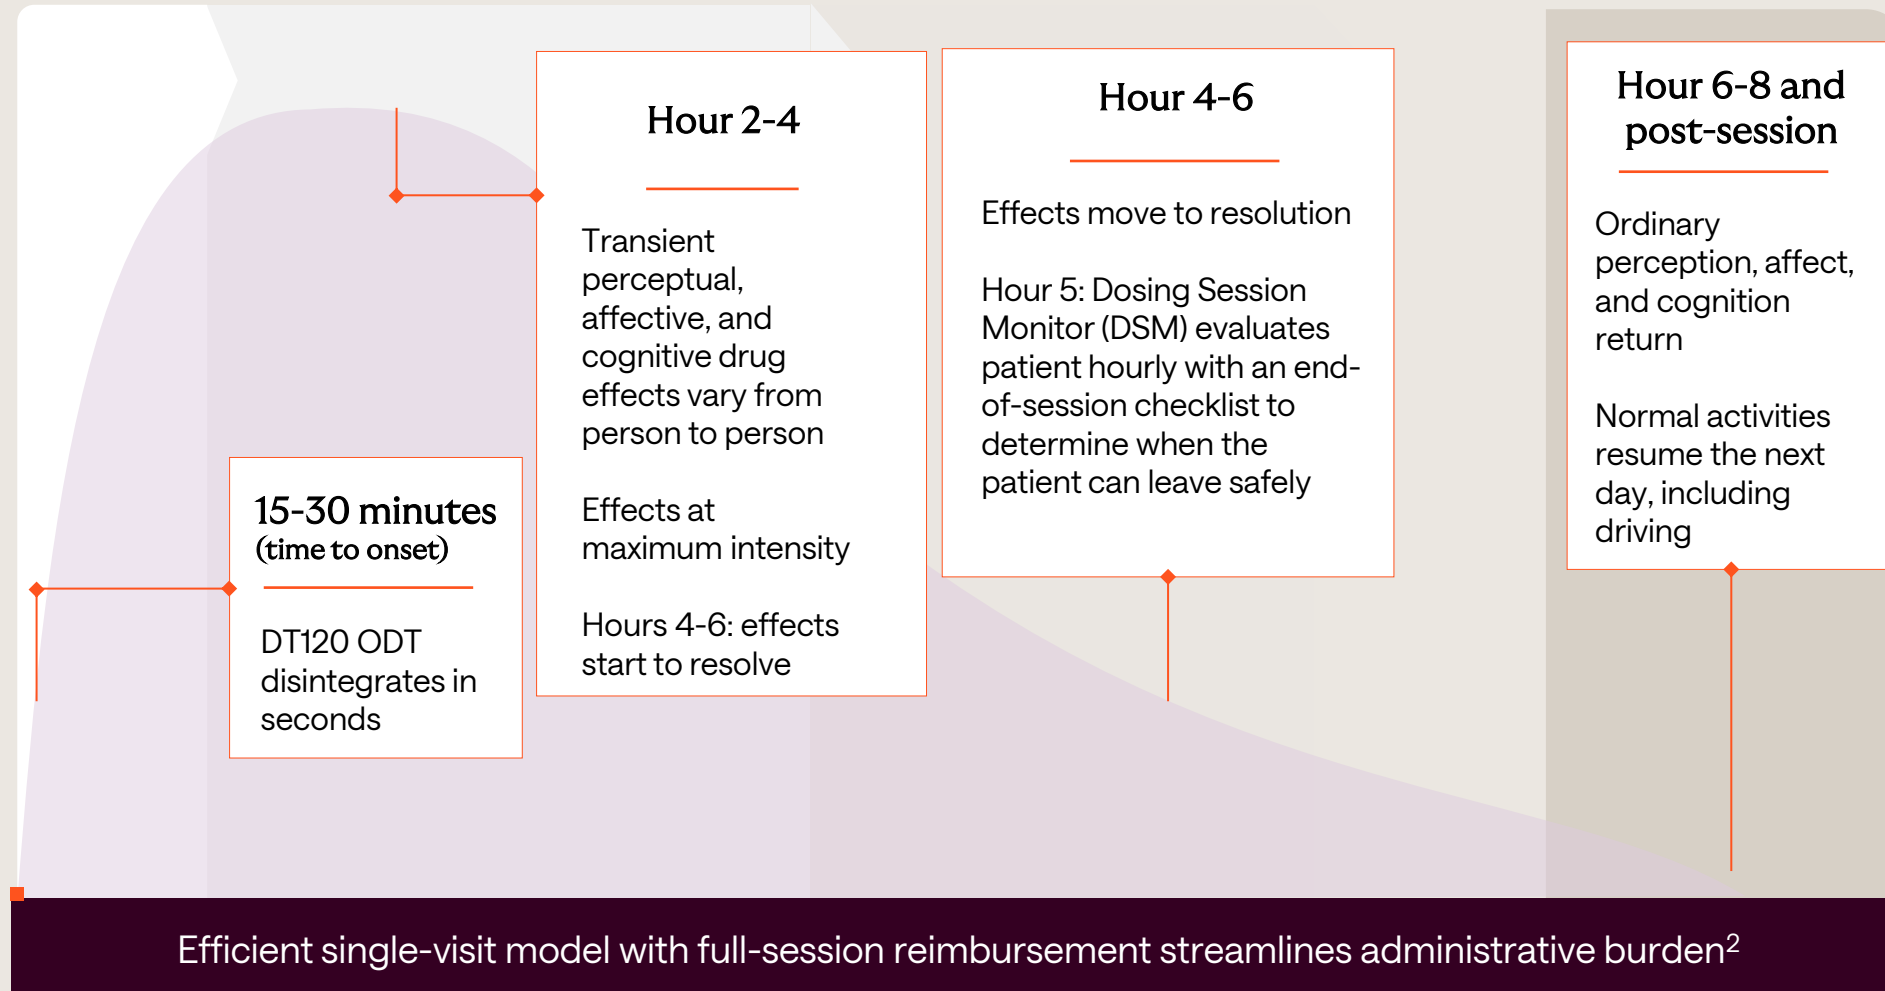 15-30 minutes
(time to onset)
DT120 ODT
disintegrates in
seconds
Hour 2-4
Transient
perceptual,
affective, and
cognitive drug
effects vary from
person to person
Effects at
maximum intensity
Hours 4-6: effects
start to resolve
Hour 4-6
Effects move to resolution
Hour 5: Dosing Session
Monitor (DSM) evaluates
patient hourly with an end-
of-session checklist to
determine when the
patient can leave safely
Hour 6-8 and
post-session
Ordinary
perception, affect,
and cognition
return
Normal activities
resume the next
day, including
driving
Efficient single-visit model with full-session reimbursement streamlines administrative burden²